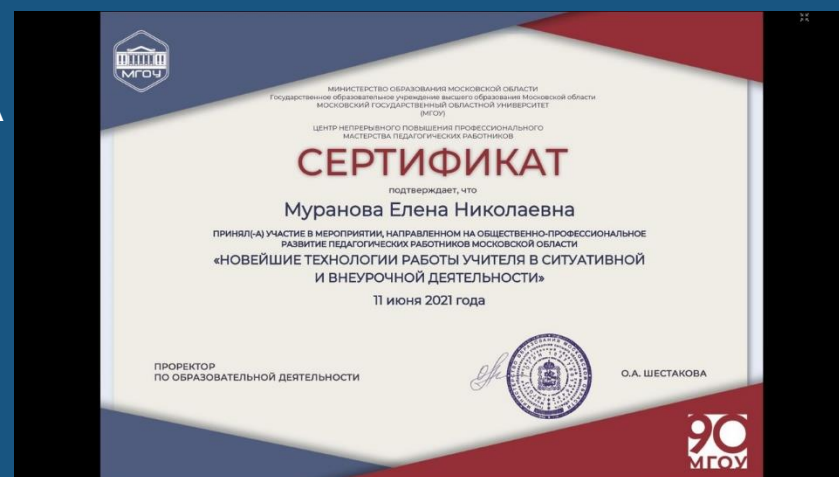 А
МГОУ
МИНИСТЕРСТВО ОБРАЗОВАНИЯ МОСКОВСКОЙ ОБЛАСТИ
Государственное образовательное учреждение высшего образования Московской области
МОСКОВСКИЙ ГОСУДАРСТВЕННЫЙ ОБЛАСТНОЙ УНИВЕРСИТЕТ
(МГОУ)
ЦЕНТР НЕПРЕРЫВНОГО ПОВЫШЕНИЯ ПРОФЕССИОНАЛЬНОГО
МАСТЕРСТВА ПЕДАГОГИЧЕСКИХ РАБОТНИКОВ
СЕРТИФИКАТ
подтверждает, что
Муранова Елена Николаевна
ПРИНЯЛ(-А) УЧАСТИЕ В МЕРОПРИЯТИИ, НАПРАВЛЕННОМ НА ОБЩЕСТВЕННО-ПРОФЕССИОНАЛЬНОЕ
РАЗВИТИЕ ПЕДАГОГИЧЕСКИХ РАБОТНИКОВ МОСКОВСКОЙ ОБЛАСТИ
«НОВЕЙШИЕ ТЕХНОЛОГИИ РАБОТЫ УЧИТЕЛЯ В СИТУАТИВНОЙ
И ВНЕУРОЧНОЙ ДЕЯТЕЛЬНОСТИ»
11 июня 2021 года
ПРОРЕКТОР
ПО ОБРАЗОВАТЕЛЬНОЙ ДЕЯТЕЛЬНОСТИ
О.А. ШЕСТАКОВА
90
МГОУ